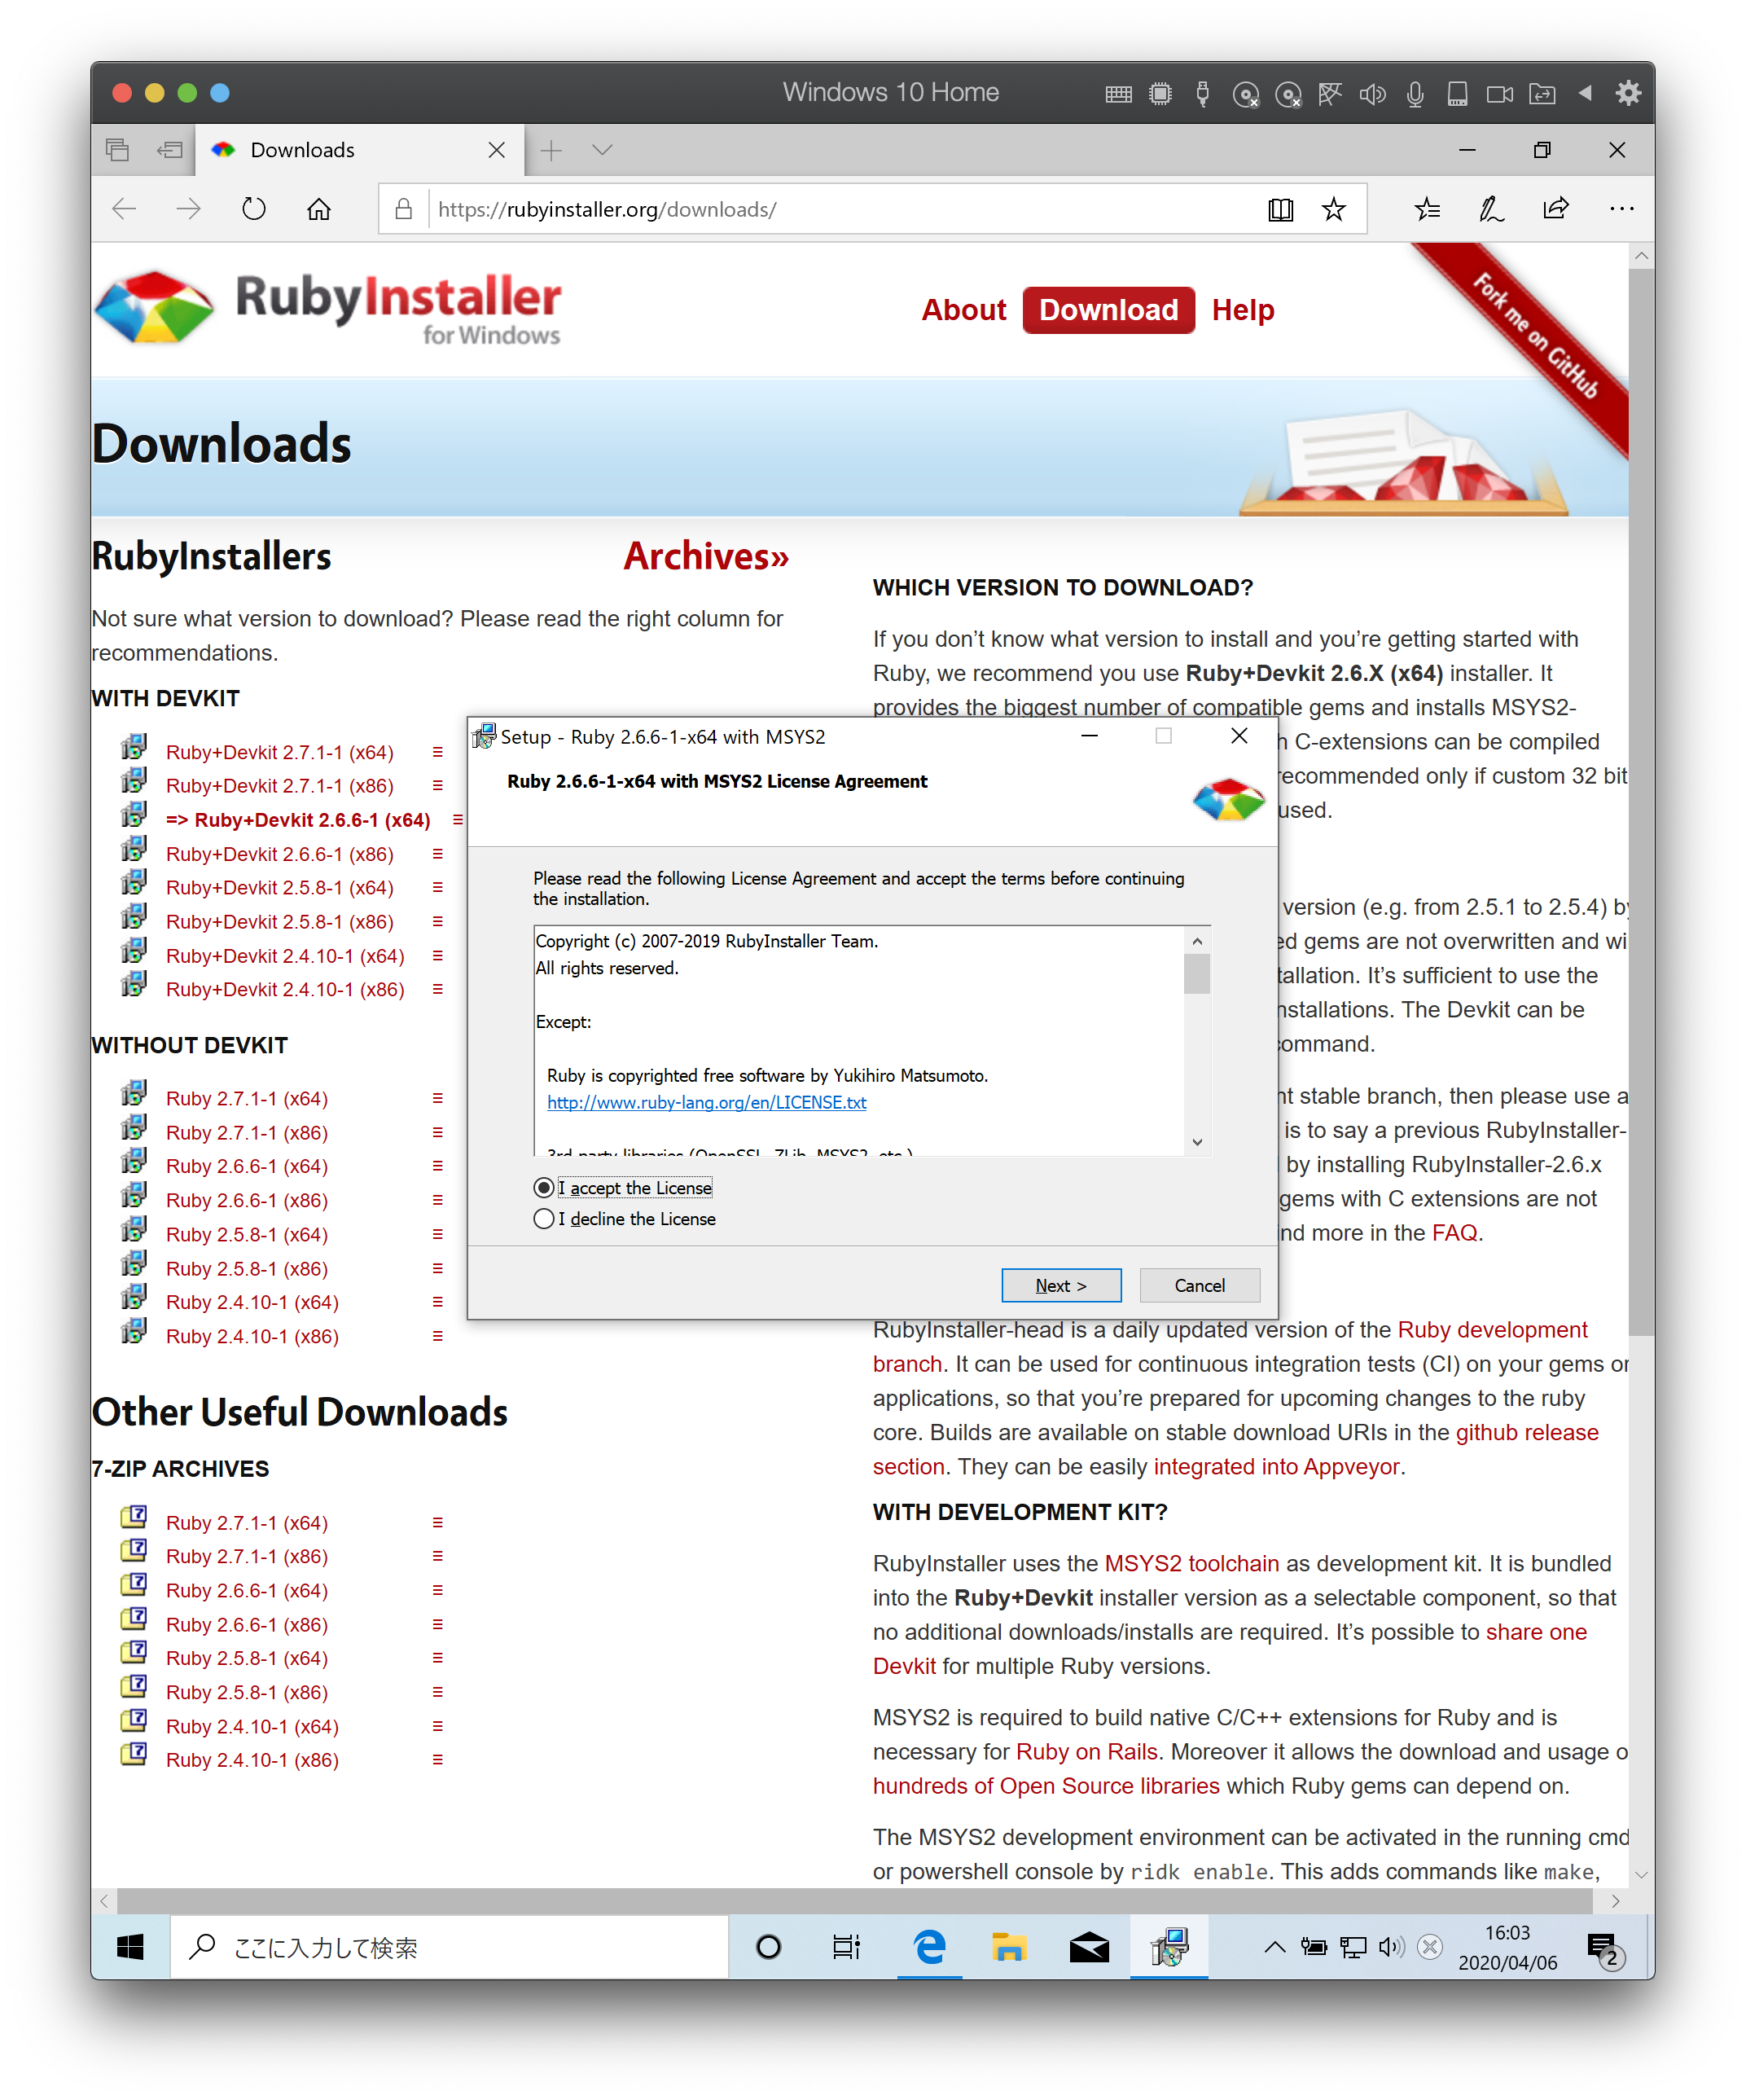 Windows 10 Home
Downloads
https://rubyinstaller.org/downloads/
RubyInstaller
for Windows
About Download Help
Fork me on GitHub
Downloads
RubyInstallers Archives»
Not sure what version to download? Please read the right column for
recommendations.
WITH DEVKIT
Ruby+Devkit 2.7.1-1 (x64)
Ruby+Devkit 2.7.1-1 (x86)
=> Ruby+Devkit 2.6.6-1 (x64)
Ruby+Devkit 2.6.6-1 (x86)
Ruby+Devkit 2.5.8-1 (x64)
Ruby+Devkit 2.5.8-1 (x86)
Ruby+Devkit 2.4.10-1 (x64)
Ruby+Devkit 2.4.10-1 (x86)
WITHOUT DEVKIT
Ruby 2.7.1-1 (x64)
Ruby 2.7.1-1 (x86)
Ruby 2.6.6-1 (x64)
Ruby 2.6.6-1 (x86)
Ruby 2.5.8-1 (x64)
Ruby 2.5.8-1 (x86)
Ruby 2.4.10-1 (x64)
Ruby 2.4.10-1 (x86)
Other Useful Downloads
7-ZIP ARCHIVES
Ruby 2.7.1-1 (x64)
Ruby 2.7.1-1 (x86)
Ruby 2.6.6-1 (x64)
Ruby 2.6.6-1 (x86)
Ruby 2.5.8-1 (x64)
Ruby 2.5.8-1 (x86)
Ruby 2.4.10-1 (x64)
Ruby 2.4.10-1 (x86)
WHICH VERSION TO DOWNLOAD?
If you don’t know what version to install and you’re getting started with
Ruby, we recommend you use Ruby+Devkit 2.6.X (x64) installer. It
provides the biggest number of compatible gems and installs MSYS2-
C-extensions can be compiled
recommended only if custom 32 bit
used.
version (e.g. from 2.5.1 to 2.5.4) by
gems are not overwritten and
It’s sufficient to use the
The Devkit can be
command.
stable branch, then please use a
is to say a previous RubyInstaller-
by installing RubyInstaller-2.6.x
gems with C extensions are not
more in the FAQ.
RubyInstaller-head is a daily updated version of the Ruby development
branch. It can be used for continuous integration tests (CI) on your gems or
applications, so that you’re prepared for upcoming changes to the ruby
core. Builds are available on stable download URIs in the github release
section. They can be easily integrated into Appveyor.
WITH DEVELOPMENT KIT?
RubyInstaller uses the MSYS2 toolchain as development kit. It is bundled
into the Ruby+Devkit installer version as a selectable component, so that
no additional downloads/installs are required. It’s possible to share one
Devkit for multiple Ruby versions.
MSYS2 is required to build native C/C++ extensions for Ruby and is
necessary for Ruby on Rails. Moreover it allows the download and usage o
hundreds of Open Source libraries which Ruby gems can depend on.
The MSYS2 development environment can be activated in the running cmd
or powershell console by ridk enable. This adds commands like make,
Setup - Ruby 2.6.6-1-x64 with MSYS2
Ruby 2.6.6-1-x64 with MSYS2 License Agreement
Please read the following License Agreement and accept the terms before continuing
the installation.
Copyright (c) 2007-2019 RubyInstaller Team.
All rights reserved.
Except:
Ruby is copyrighted free software by Yukihiro Matsumoto.
http://www.ruby-lang.org/en/LICENSE.txt
3rd party libraries (OpenSSL, ZLib, MSYS2, etc.)
I accept the License
I decline the License
Next > Cancel
ここに入力して検索
16:03
2020/04/06
2